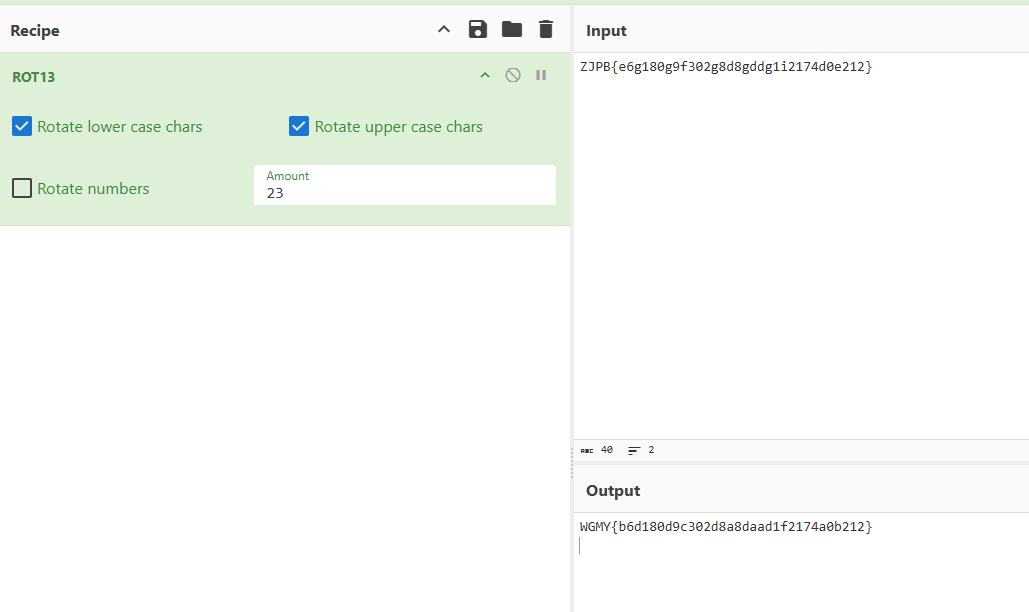 Recipe
ROT13
Rotate lower case chars
Rotate upper case chars
Rotate numbers
Amount
23
Input
ZJPB{e6g180g9f302g8d8gddg1i2174d0e212}
ABC 40 2
Output
WGMY{b6d180d9c302d8a8daad1f2174a0b212}